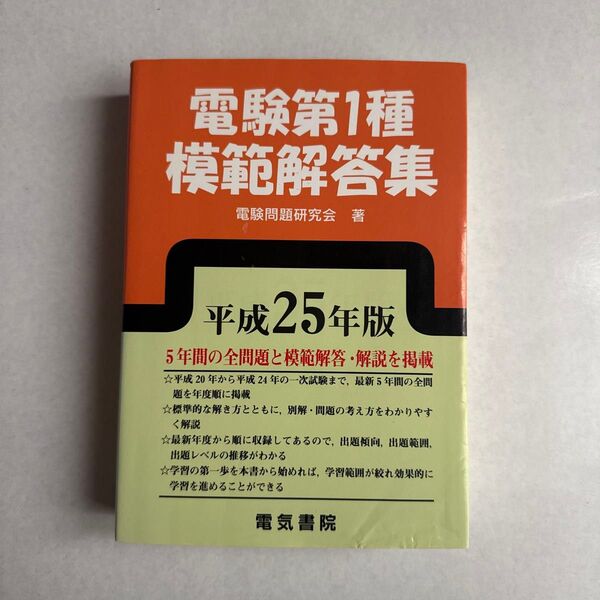 電験第1種
模範解答集
電験問題研究会 著
平成25年版
5年間の全問題と模範解答・解説を掲載
☆平成20年から平成24年の一次試験まで，最新5年間の全問
題を年度順に掲載
☆標準的な解き方とともに，別解・問題の考え方をわかりやす
く解説
☆最新年度から順に収録してあるので，出題傾向，出題範囲，
出題レベルの推移がわかる
☆学習の第一歩を本書から始めれば，学習範囲が絞れ効果的に
学習を進めることができる
電気書院